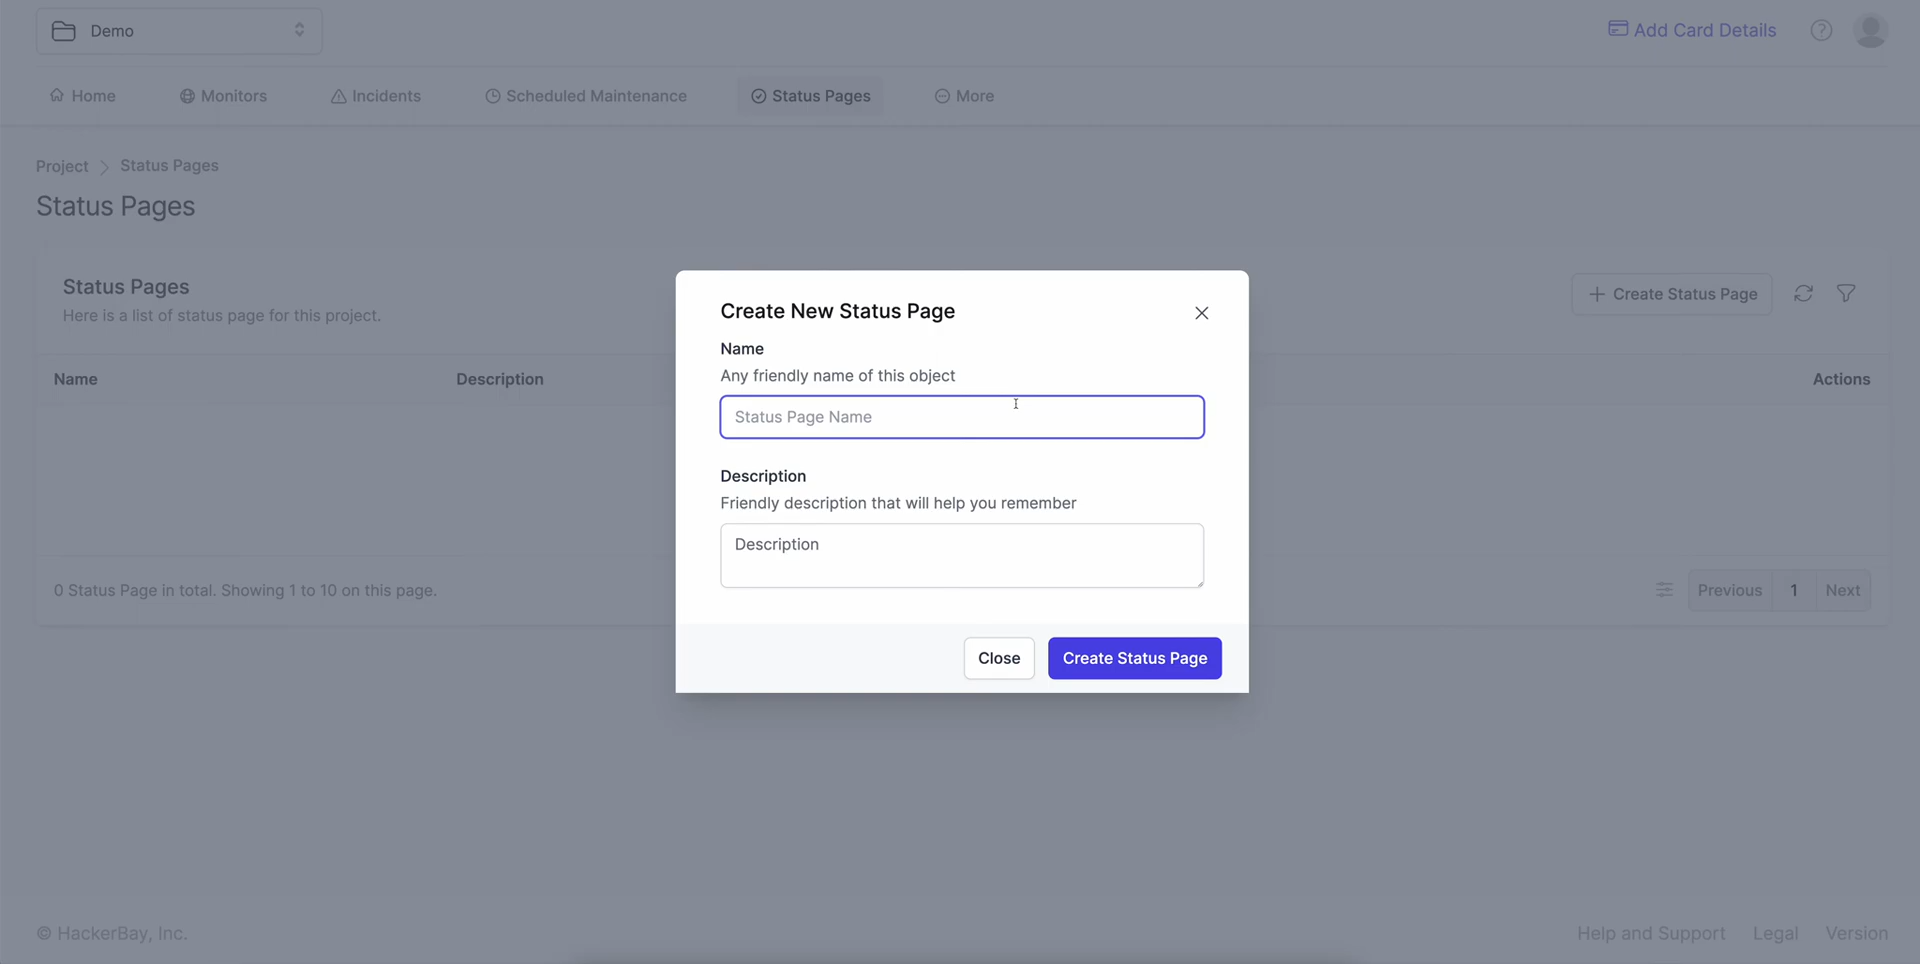 Demo
Add Card Details
Home
Monitors
Incidents
Scheduled Maintenance
Status Pages
More
Project
Status Pages
Status Pages
Status Pages
Here is a list of status page for this project.
Create Status Page
Name
Description
Actions
0 Status Page in total. Showing 1 to 10 on this page.
Previous
1
Next
Create New Status Page
Name
Any friendly name of this object
Status Page Name
Description
Friendly description that will help you remember
Description
Close
Create Status Page
© HackerBay, Inc.
Help and Support
Legal
Version